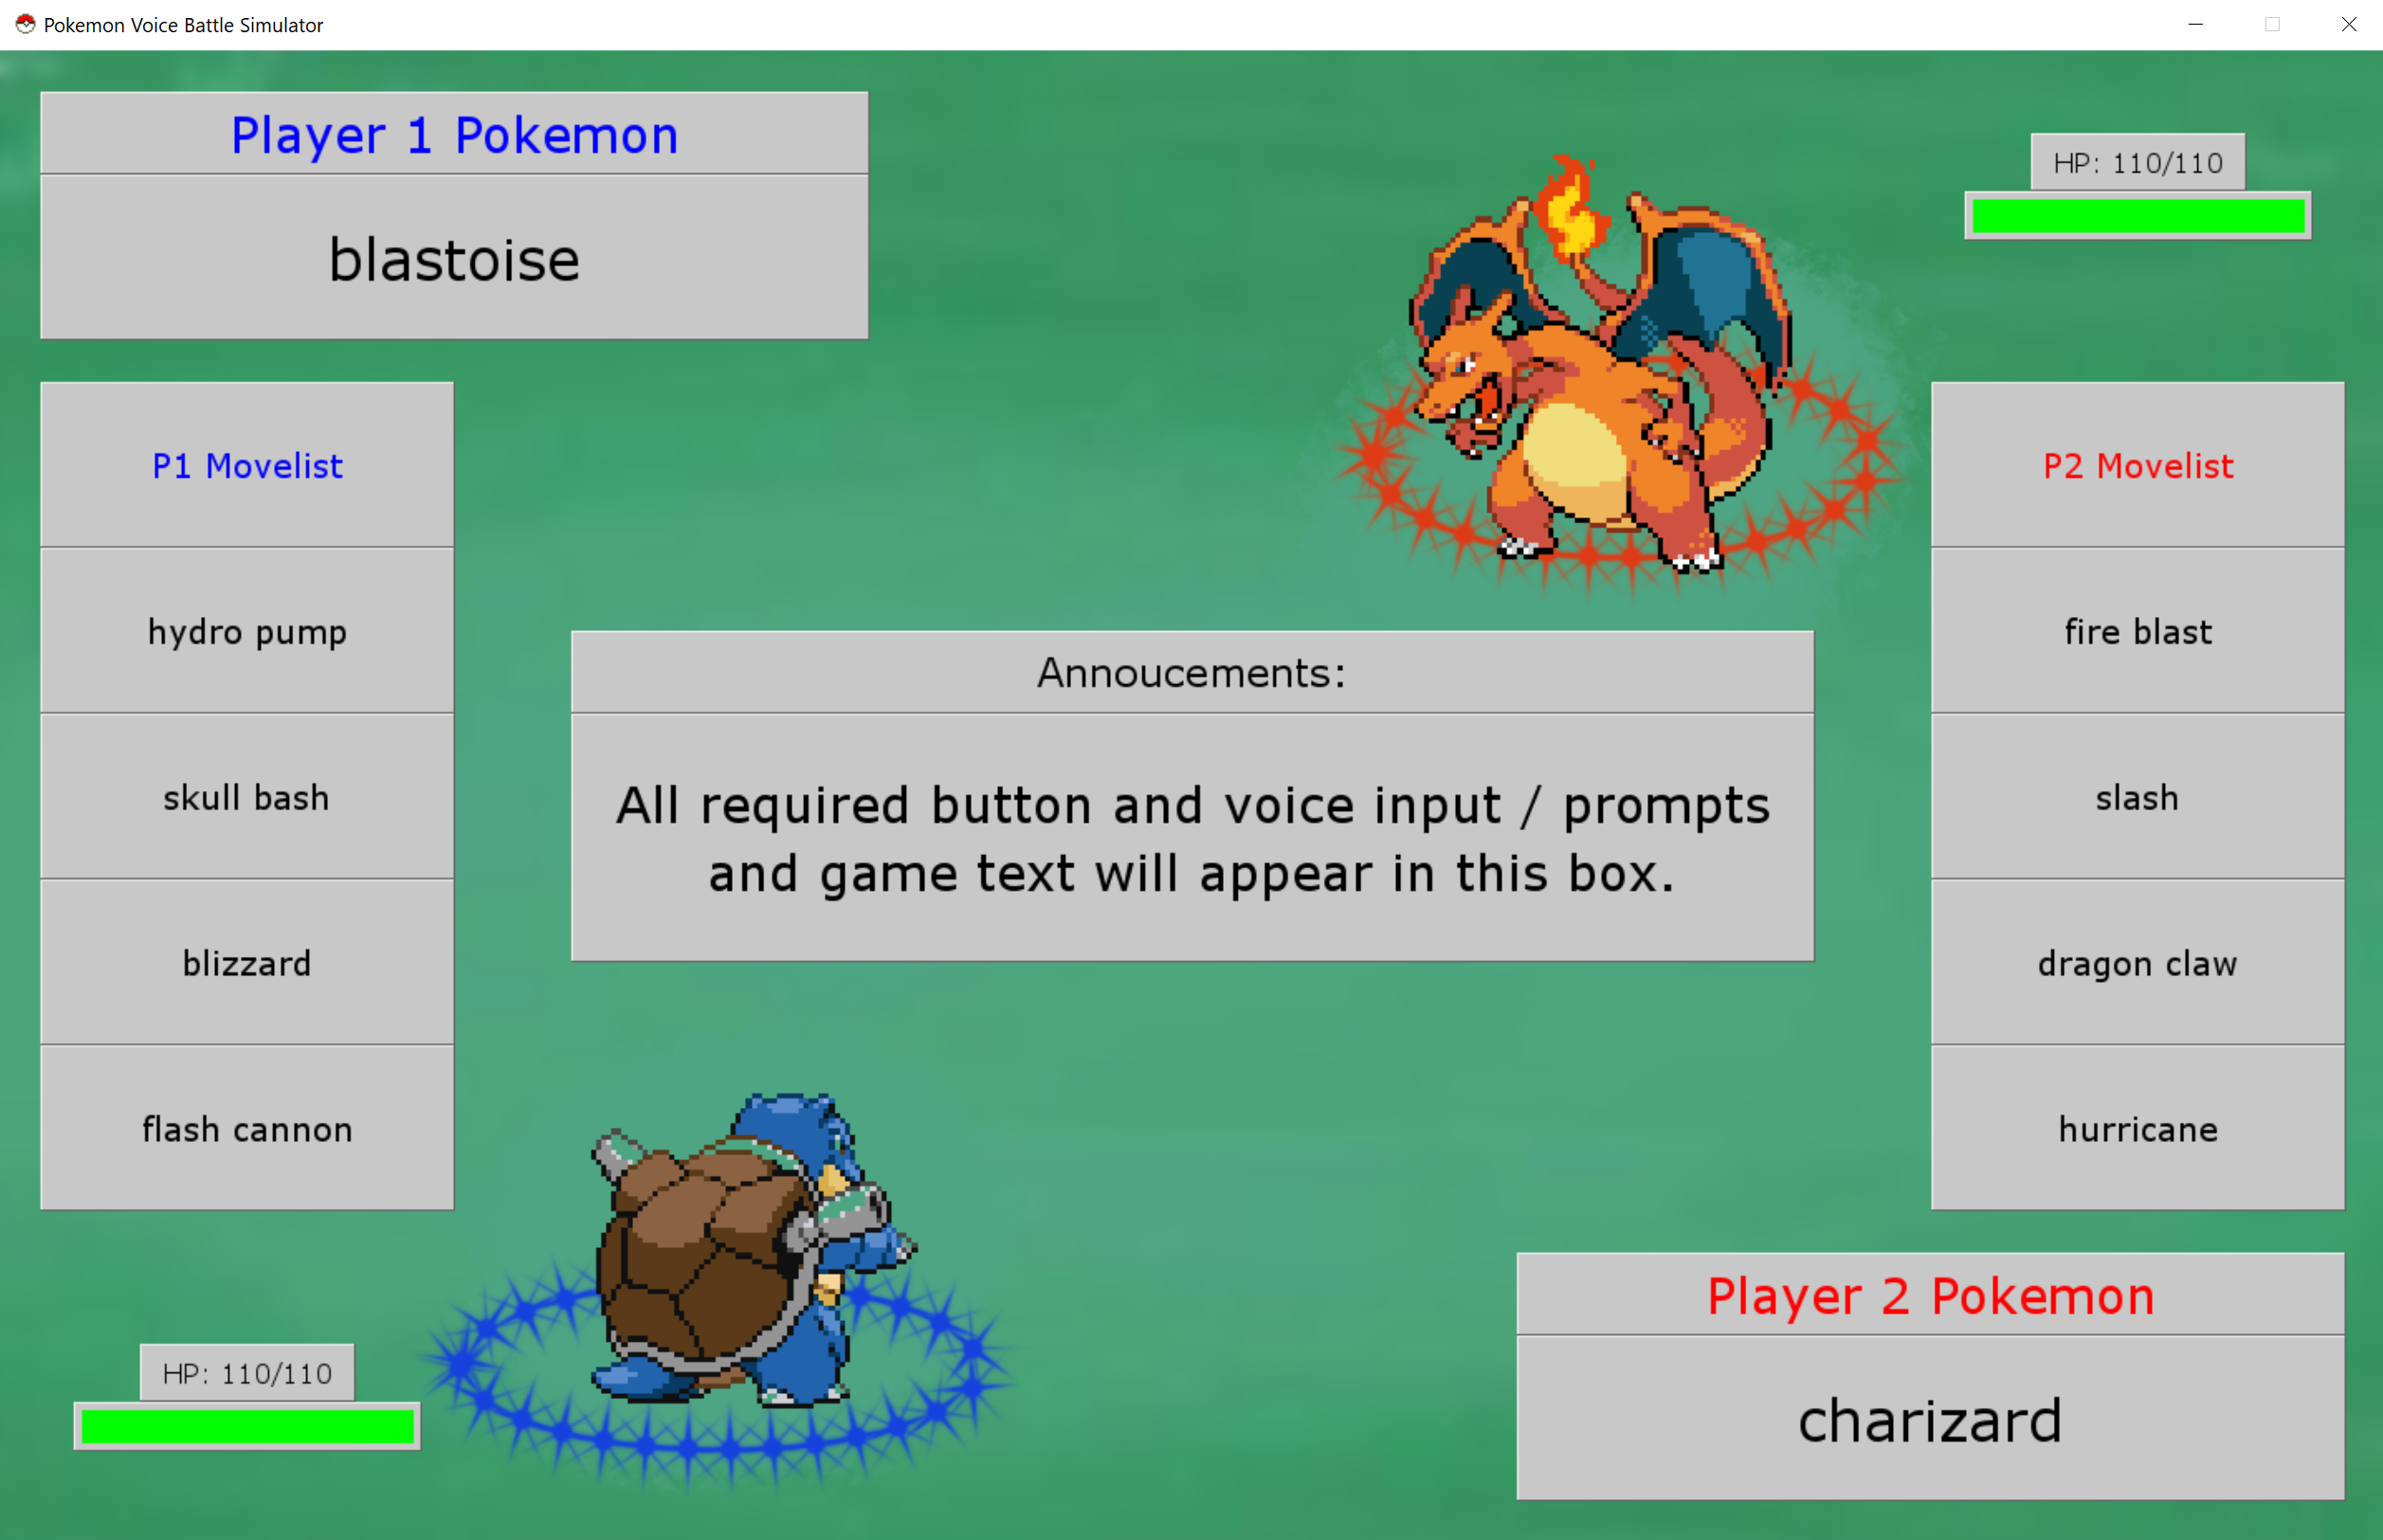 Pokemon Voice Battle Simulator
Player 1 Pokemon
blastoise
HP: 110/110
P1 Movelist
hydro pump
skull bash
blizzard
flash cannon
P2 Movelist
fire blast
slash
dragon claw
hurricane
Annoucements:
All required button and voice input / prompts
and game text will appear in this box.
HP: 110/110
Player 2 Pokemon
charizard